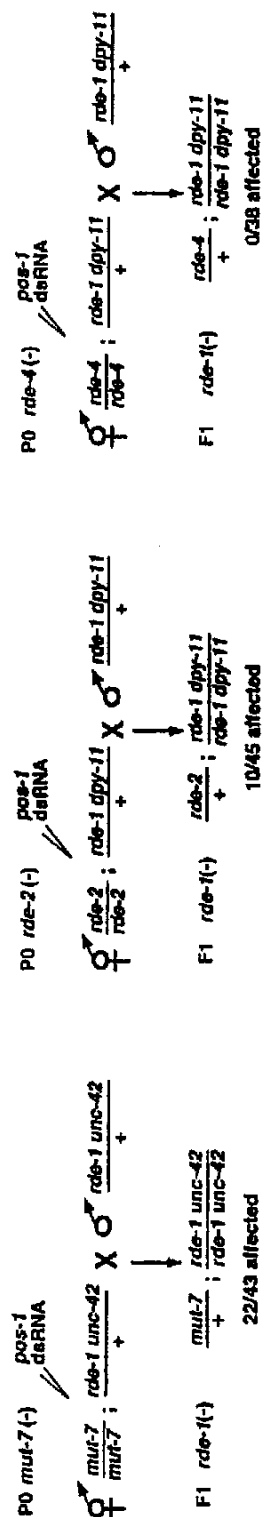 P0 mut-7(-)
pos-1
dsRNA
mut-7
mut-7
;
rde-1 unc-42
+
X
rde-1 unc-42
+
F1 rde-1(-)
mut-7
+
;
rde-1 unc-42
rde-1 unc-42
22/43 affected
P0 rde-2(-)
pos-1
dsRNA
rde-2
rde-2
;
rde-1 dpy-11
+
X
rde-1 dpy-11
+
F1 rde-1(-)
rde-2
+
;
rde-1 dpy-11
rde-1 dpy-11
10/45 affected
P0 rde-4(-)
pos-1
dsRNA
rde-4
rde-4
;
rde-1 dpy-11
+
X
rde-1 dpy-11
+
F1 rde-1(-)
rde-4
+
;
rde-1 dpy-11
rde-1 dpy-11
0/38 affected